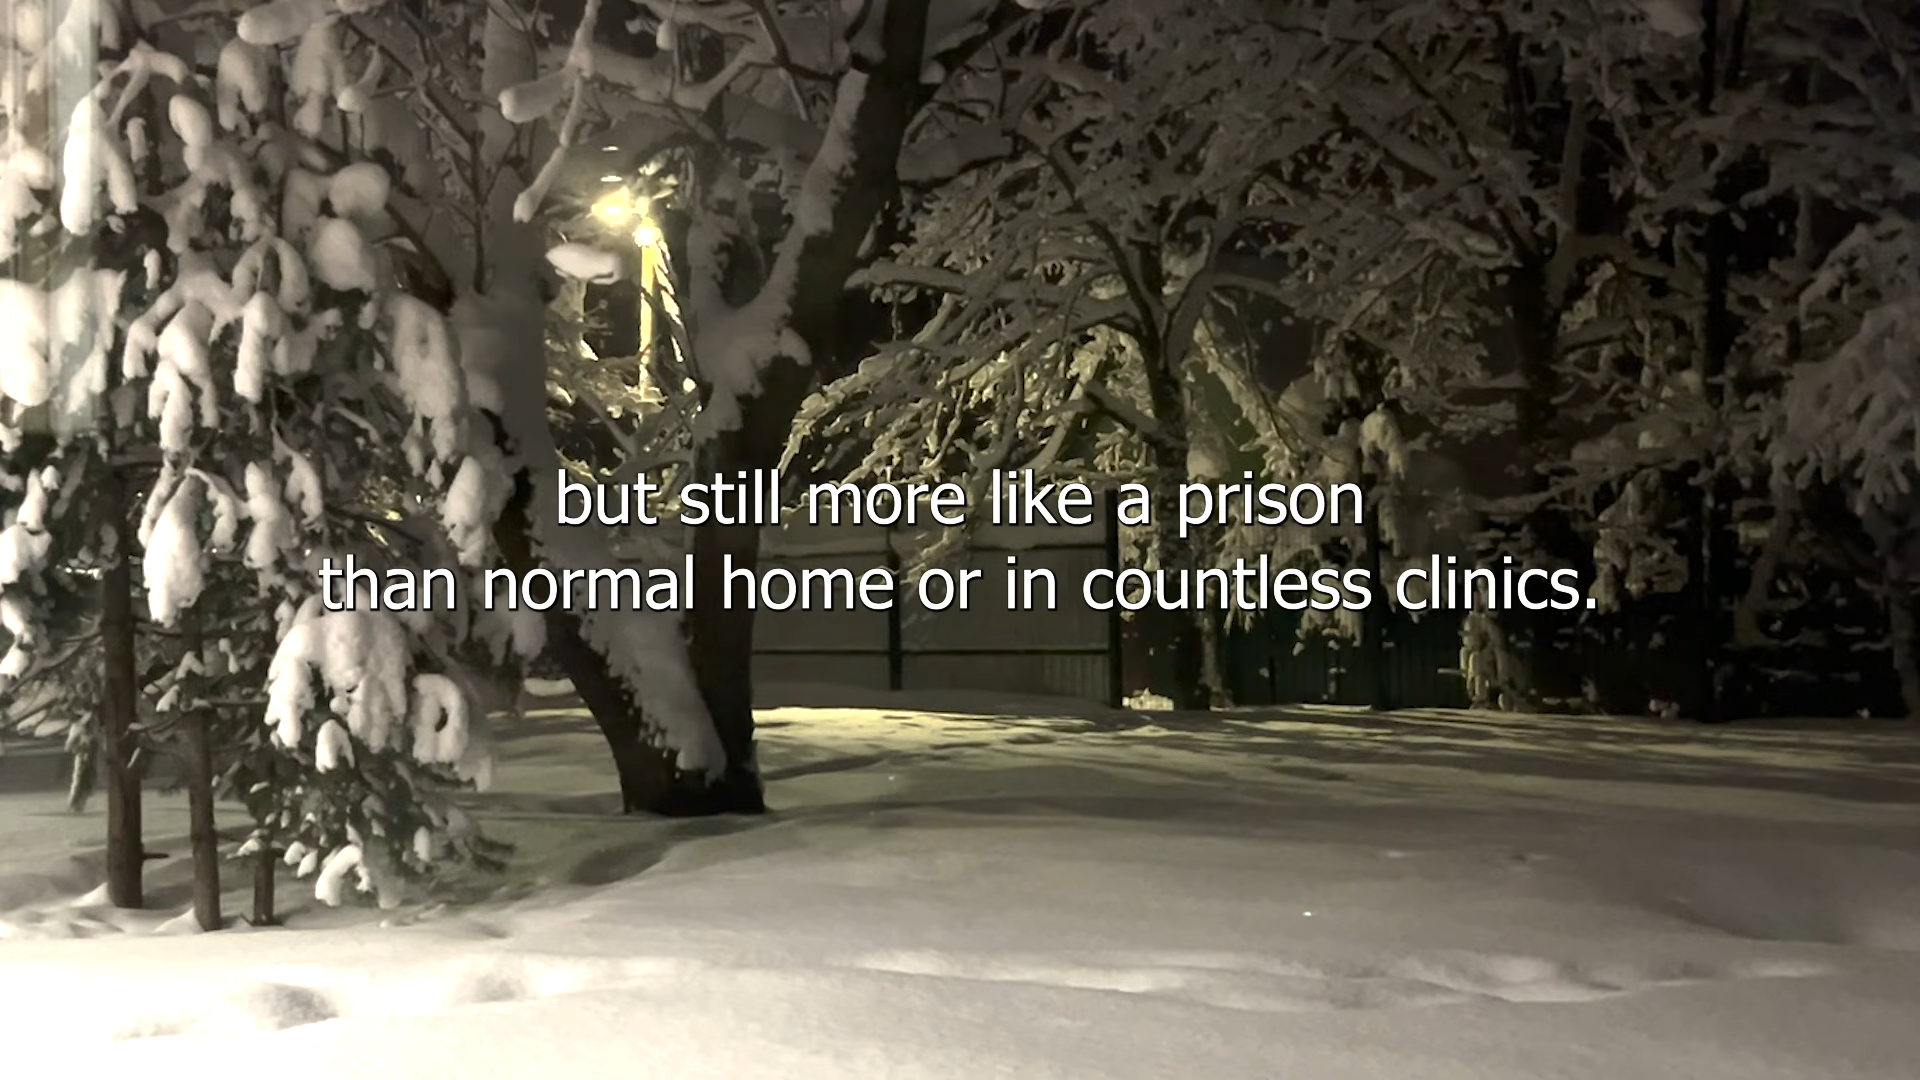 but still more like a prison
than normal home or in countless clinics.